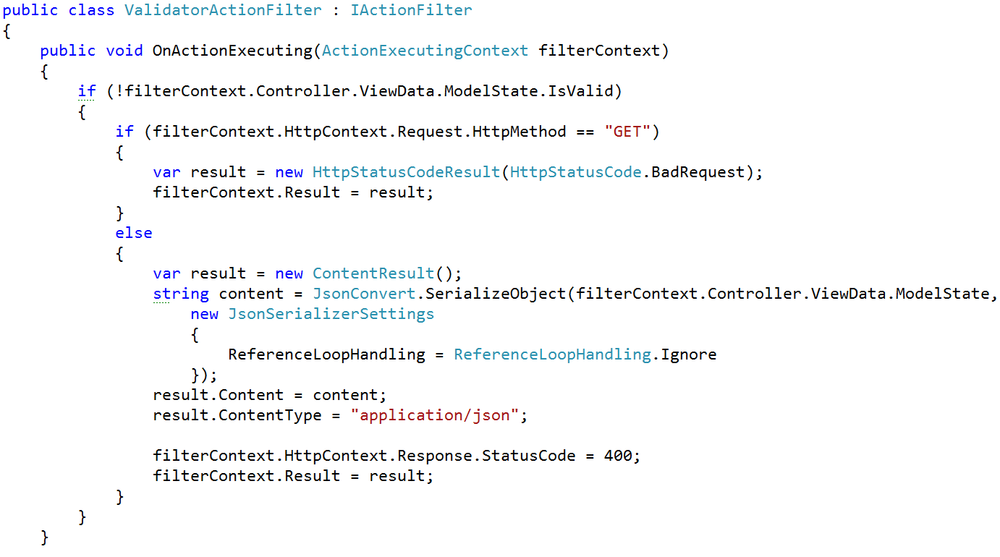 public class ValidatorActionFilter : IActionFilter
{
    public void OnActionExecuting(ActionExecutingContext filterContext)
    {
        if (!filterContext.Controller.ViewData.ModelState.IsValid)
        {
            if (filterContext.HttpContext.Request.HttpMethod == "GET")
            {
                var result = new HttpStatusCodeResult(HttpStatusCode.BadRequest);
                filterContext.Result = result;
            }
            else
            {
                var result = new ContentResult();
                string content = JsonConvert.SerializeObject(filterContext.Controller.ViewData.ModelState,
                    new JsonSerializerSettings
                    {
                        ReferenceLoopHandling = ReferenceLoopHandling.Ignore
                    });
                result.Content = content;
                result.ContentType = "application/json";

                filterContext.HttpContext.Response.StatusCode = 400;
                filterContext.Result = result;
            }
        }
    }